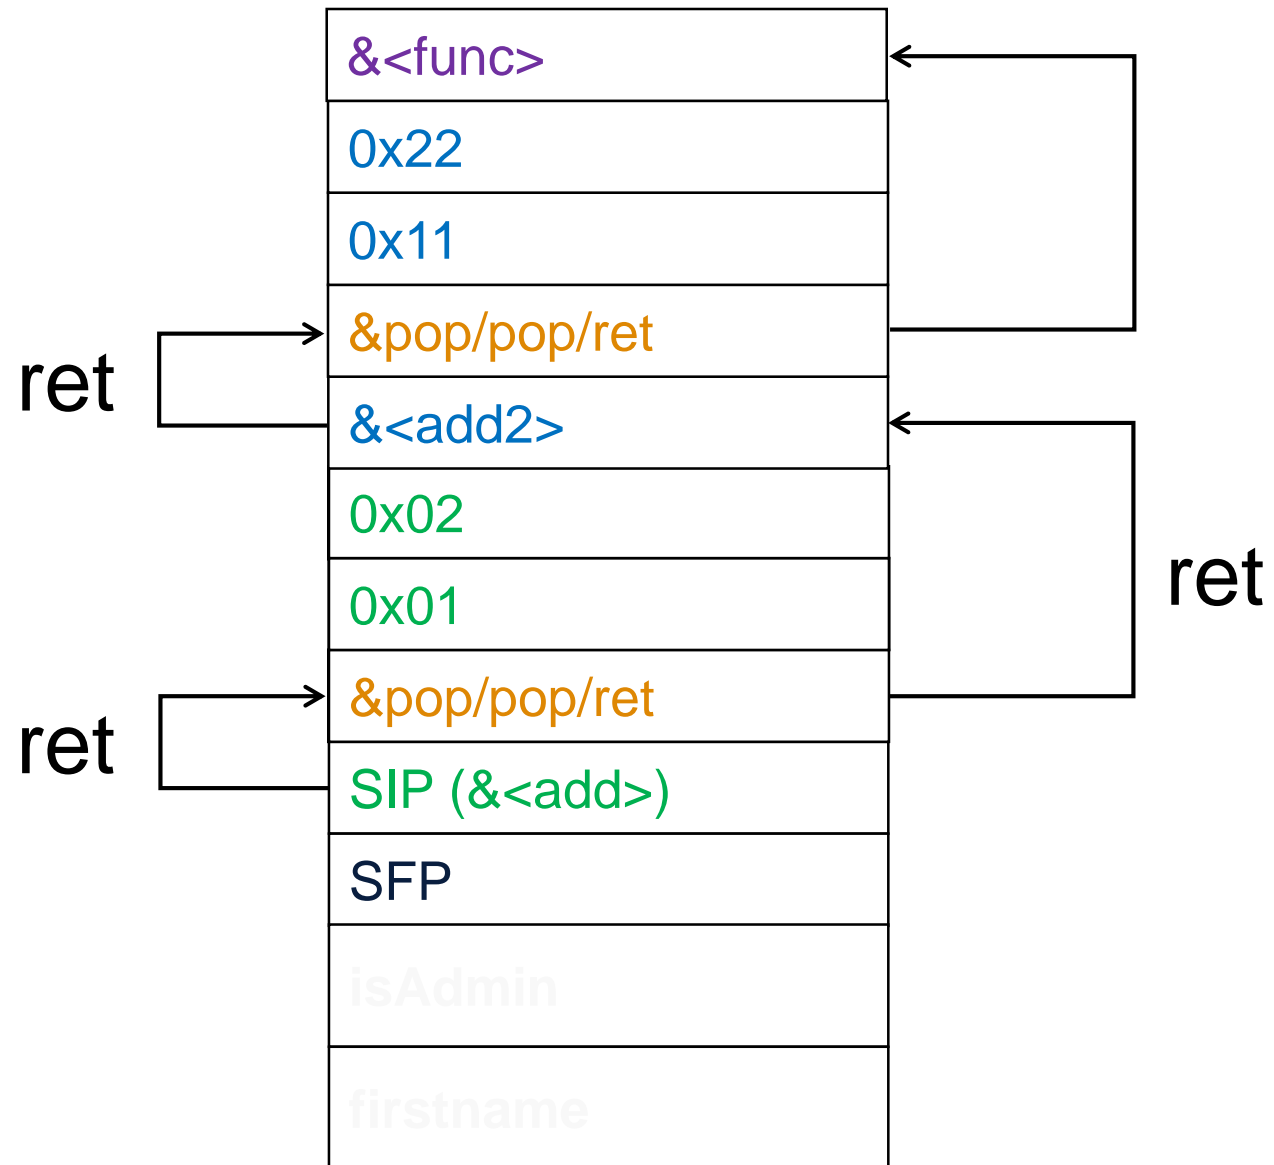 &<func>
0x22
0x11
&pop/pop/ret
ret
&<add2>
0x02
ret
0x01
&pop/pop/ret
ret
SIP (&<add>)
SFP
isAdmin
firstname